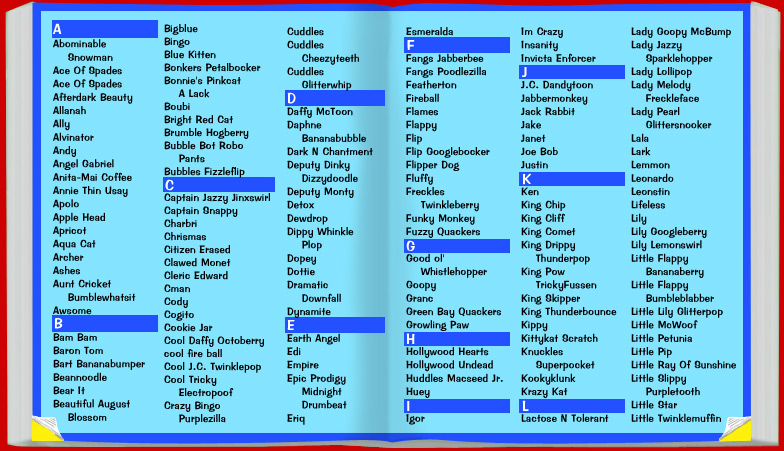 A
Abominable
Snowman
Ace Of Spades
Ace Of Spades
Afterdark Beauty
Allanah
Ally
Alvinator
Andy
Angel Gabriel
Anita-Mai Coffee
Annie Thin Usay
Apolo
Apple Head
Apricot
Aqua Cat
Archer
Ashes
Aunt Cricket
Bumblewhatsit
Awsome
B
Bam Bam
Baron Tom
Bart Bananabumper
Beannoodle
Bear It
Beautiful August
Blossom
Bigblue
Bingo
Blue Kitten
Bonkers Petalbocker
Bonnie's Pinkcat
A Lack
Boubi
Bright Red Cat
Brumble Hogberry
Bubble Bot Robo
Pants
Bubbles Fizzleflip
C
Captain Jazzy Jinxswirl
Captain Snappy
Charbri
Chrismas
Citizen Erased
Clawed Monet
Cleric Edward
Cman
Cody
Cogito
Cookie Jar
Cool Daffy Octoberry
cool fire ball
Cool J.C. Twinklepop
Cool Tricky
Electropoof
Crazy Bingo
Purplezilla
Cuddles
Cuddles
Cheezyteeth
Cuddles
Glitterwhip
D
Daffy McToon
Daphne
Bananabubble
Dark N Chantment
Deputy Dinky
Dizzydoodle
Deputy Monty
Detox
Dewdrop
Dippy Whinkle
Plop
Dopey
Dottie
Dramatic
Downfall
Dynamite
E
Earth Angel
Edi
Empire
Epic Prodigy
Midnight
Drumbeat
Eriq
Esmeralda
F
Fangs Jabberbee
Fangs Poodlezilla
Featherton
Fireball
Flames
Flappy
Flip
Flip Googlebocker
Flipper Dog
Fluffy
Freckles
Twinkleberry
Funky Monkey
Fuzzy Quackers
G
Good ol'
Whistlehopper
Goopy
Granc
Green Bay Quackers
Growling Paw
H
Hollywood Hearts
Hollywood Undead
Huddles Macseed Jr.
Huey
I
Igor
Im Crazy
Insanity
Invicta Enforcer
J
J.C. Dandytoon
Jabbermonkey
Jack Rabbit
Jake
Janet
Joe Bob
Justin
K
Ken
King Chip
King Cliff
King Comet
King Drippy
Thunderpop
King Pow
TrickyFussen
King Skipper
King Thunderbounce
Kippy
Kittykat Scratch
Knuckles
Superpocket
Kookyklunk
Krazy Kat
L
Lactose N Tolerant
Lady Goopy McBump
Lady Jazzy
Sparklehopper
Lady Lollipop
Lady Melody
Freckleface
Lady Pearl
Glittersnooker
Lala
Lark
Lemmon
Leonardo
Leonstin
Lifeless
Lily
Lily Googleberry
Lily Lemonswirl
Little Flappy
Bananaberry
Little Flappy
Bumbleblabber
Little Lily Glitterpop
Little McWoof
Little Petunia
Little Pip
Little Ray Of Sunshine
Little Slippy
Purpletooth
Little Star
Little Twinklemuffin